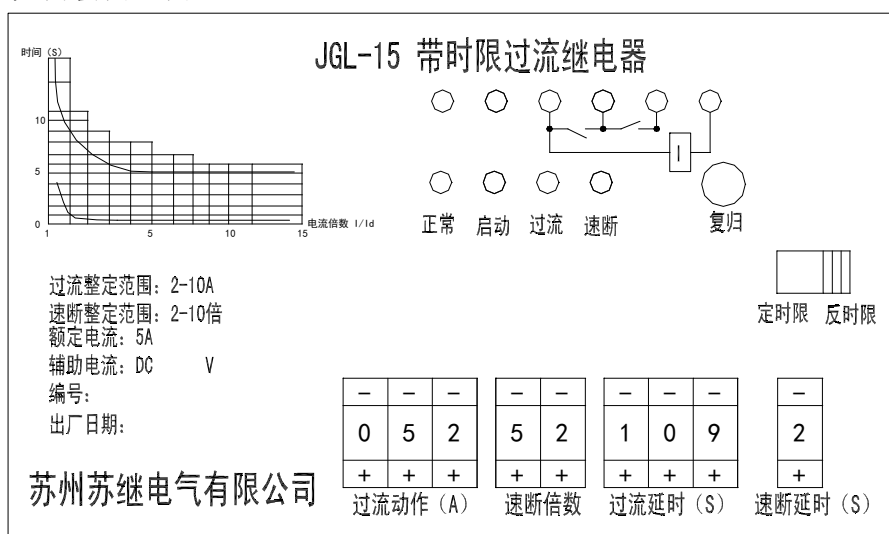 JGL-15 带时限过流继电器
时间 (S)
10
5
0
1 5 10 15
电流倍数 I/Id
I
正常 启动 过流 速断
复归
定时限 反时限
过流整定范围：2-10A
速断整定范围：2-10倍
额定电流：5A
辅助电流：DC V
编号：
出厂日期：
苏州苏继电气有限公司
- - - - - - - - -
0 5 2 5 2 1 0 9 2
+ + + + + + + + +
过流动作（A） 速断倍数 过流延时（S） 速断延时（S）